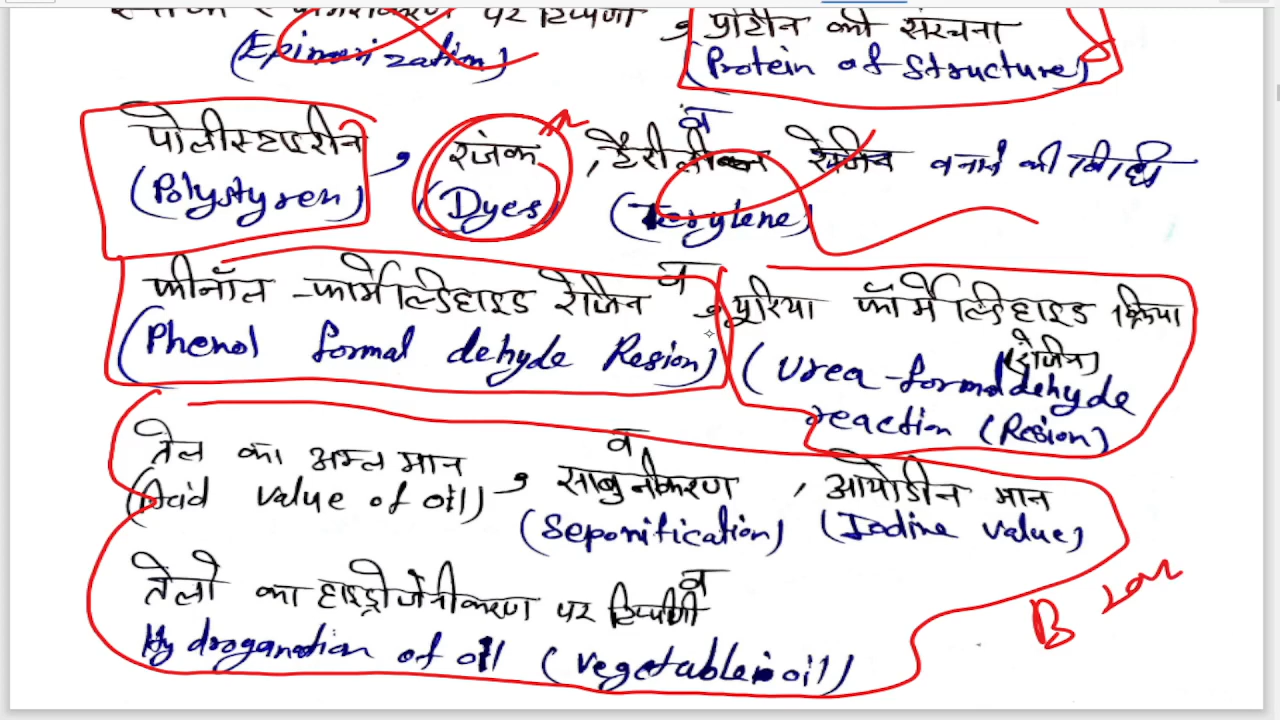 पर टिप्पणी , प्रोटीन की संरचना
(Epimerization) (Protein of Structure)
व
पोलीस्टाइरीन , रंजक , टैरीलीन रेजिन बनाने की विधि
(Polystyren) (Dyes) (Terylene)
व
फीनॉल - फॉर्मेल्डिहाइड रेजिन , यूरिया फॉर्मेल्डिहाइड क्रिया
(रेजिन)
(Phenol formal dehyde Resion) (Urea - formaldehyde
reaction (Resion)
व
तेल का अम्ल मान , साबुनीकरण , आयोडीन मान
(Acid value of oil) (Seponification) (Iodine value)
व
तेलो का हाइड्रोजेनीकरण पर टिप्पणी
Hydroganation of oil (vegetable oil)
B